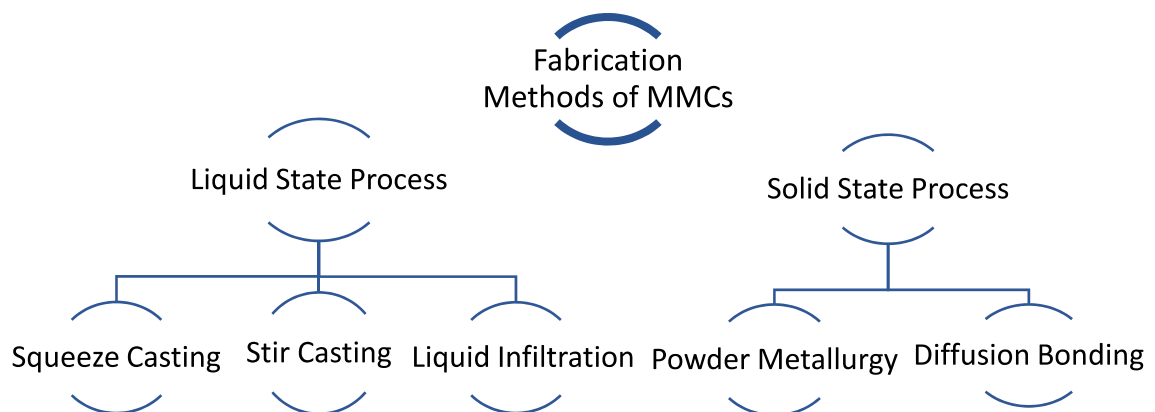 Fabrication
Methods of MMCs
Liquid State Process
Solid State Process
Squeeze Casting
Stir Casting
Liquid Infiltration
Powder Metallurgy
Diffusion Bonding